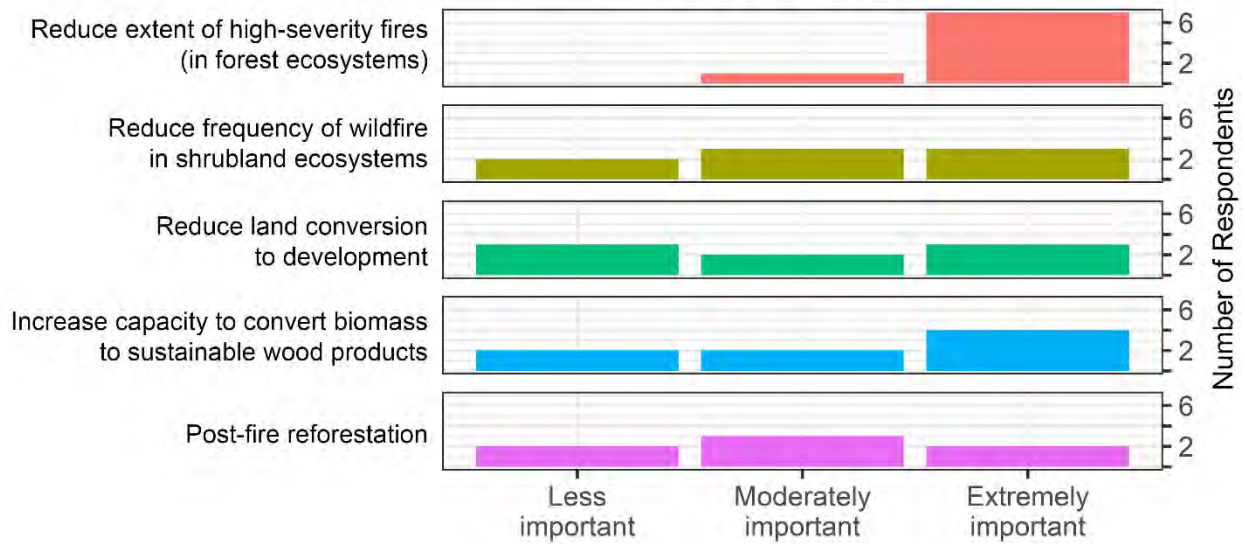 Reduce extent of high-severity fires
(in forest ecosystems)
6
2
Reduce frequency of wildfire
in shrubland ecosystems
6
2
Reduce land conversion
to development
6
2
Increase capacity to convert biomass
to sustainable wood products
6
2
Post-fire reforestation
6
2
Number of Respondents
Less
important
Moderately
important
Extremely
important